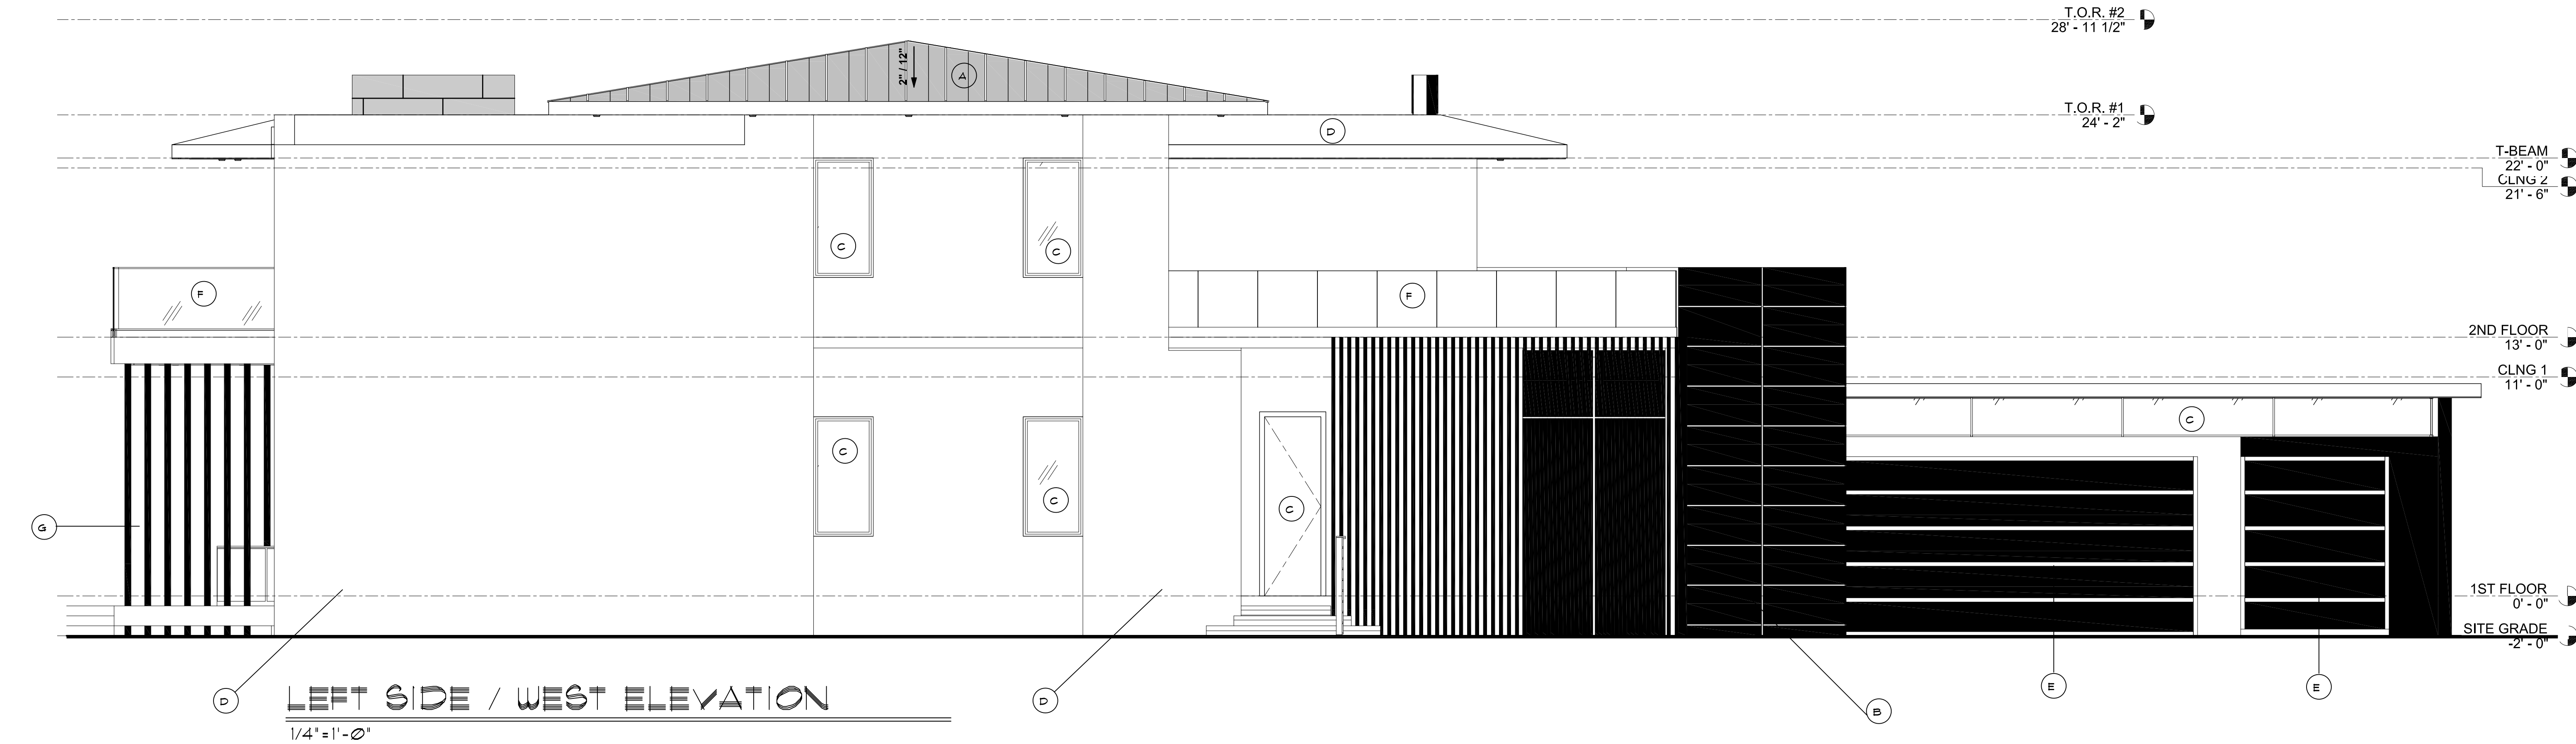 T.O.R. #2
28' - 11 1/2"
2" / 12"
A
T.O.R. #1
24' - 2"
D
T-BEAM
22' - 0"
CLNG 2
21' - 6"
C
C
F
F
2ND FLOOR
13' - 0"
CLNG 1
11' - 0"
C
C
C
C
G
1ST FLOOR
0' - 0"
SITE GRADE
-2' - 0"
D
D
B
E
E
LEFT SIDE / WEST ELEVATION
1/4"=1'-0"